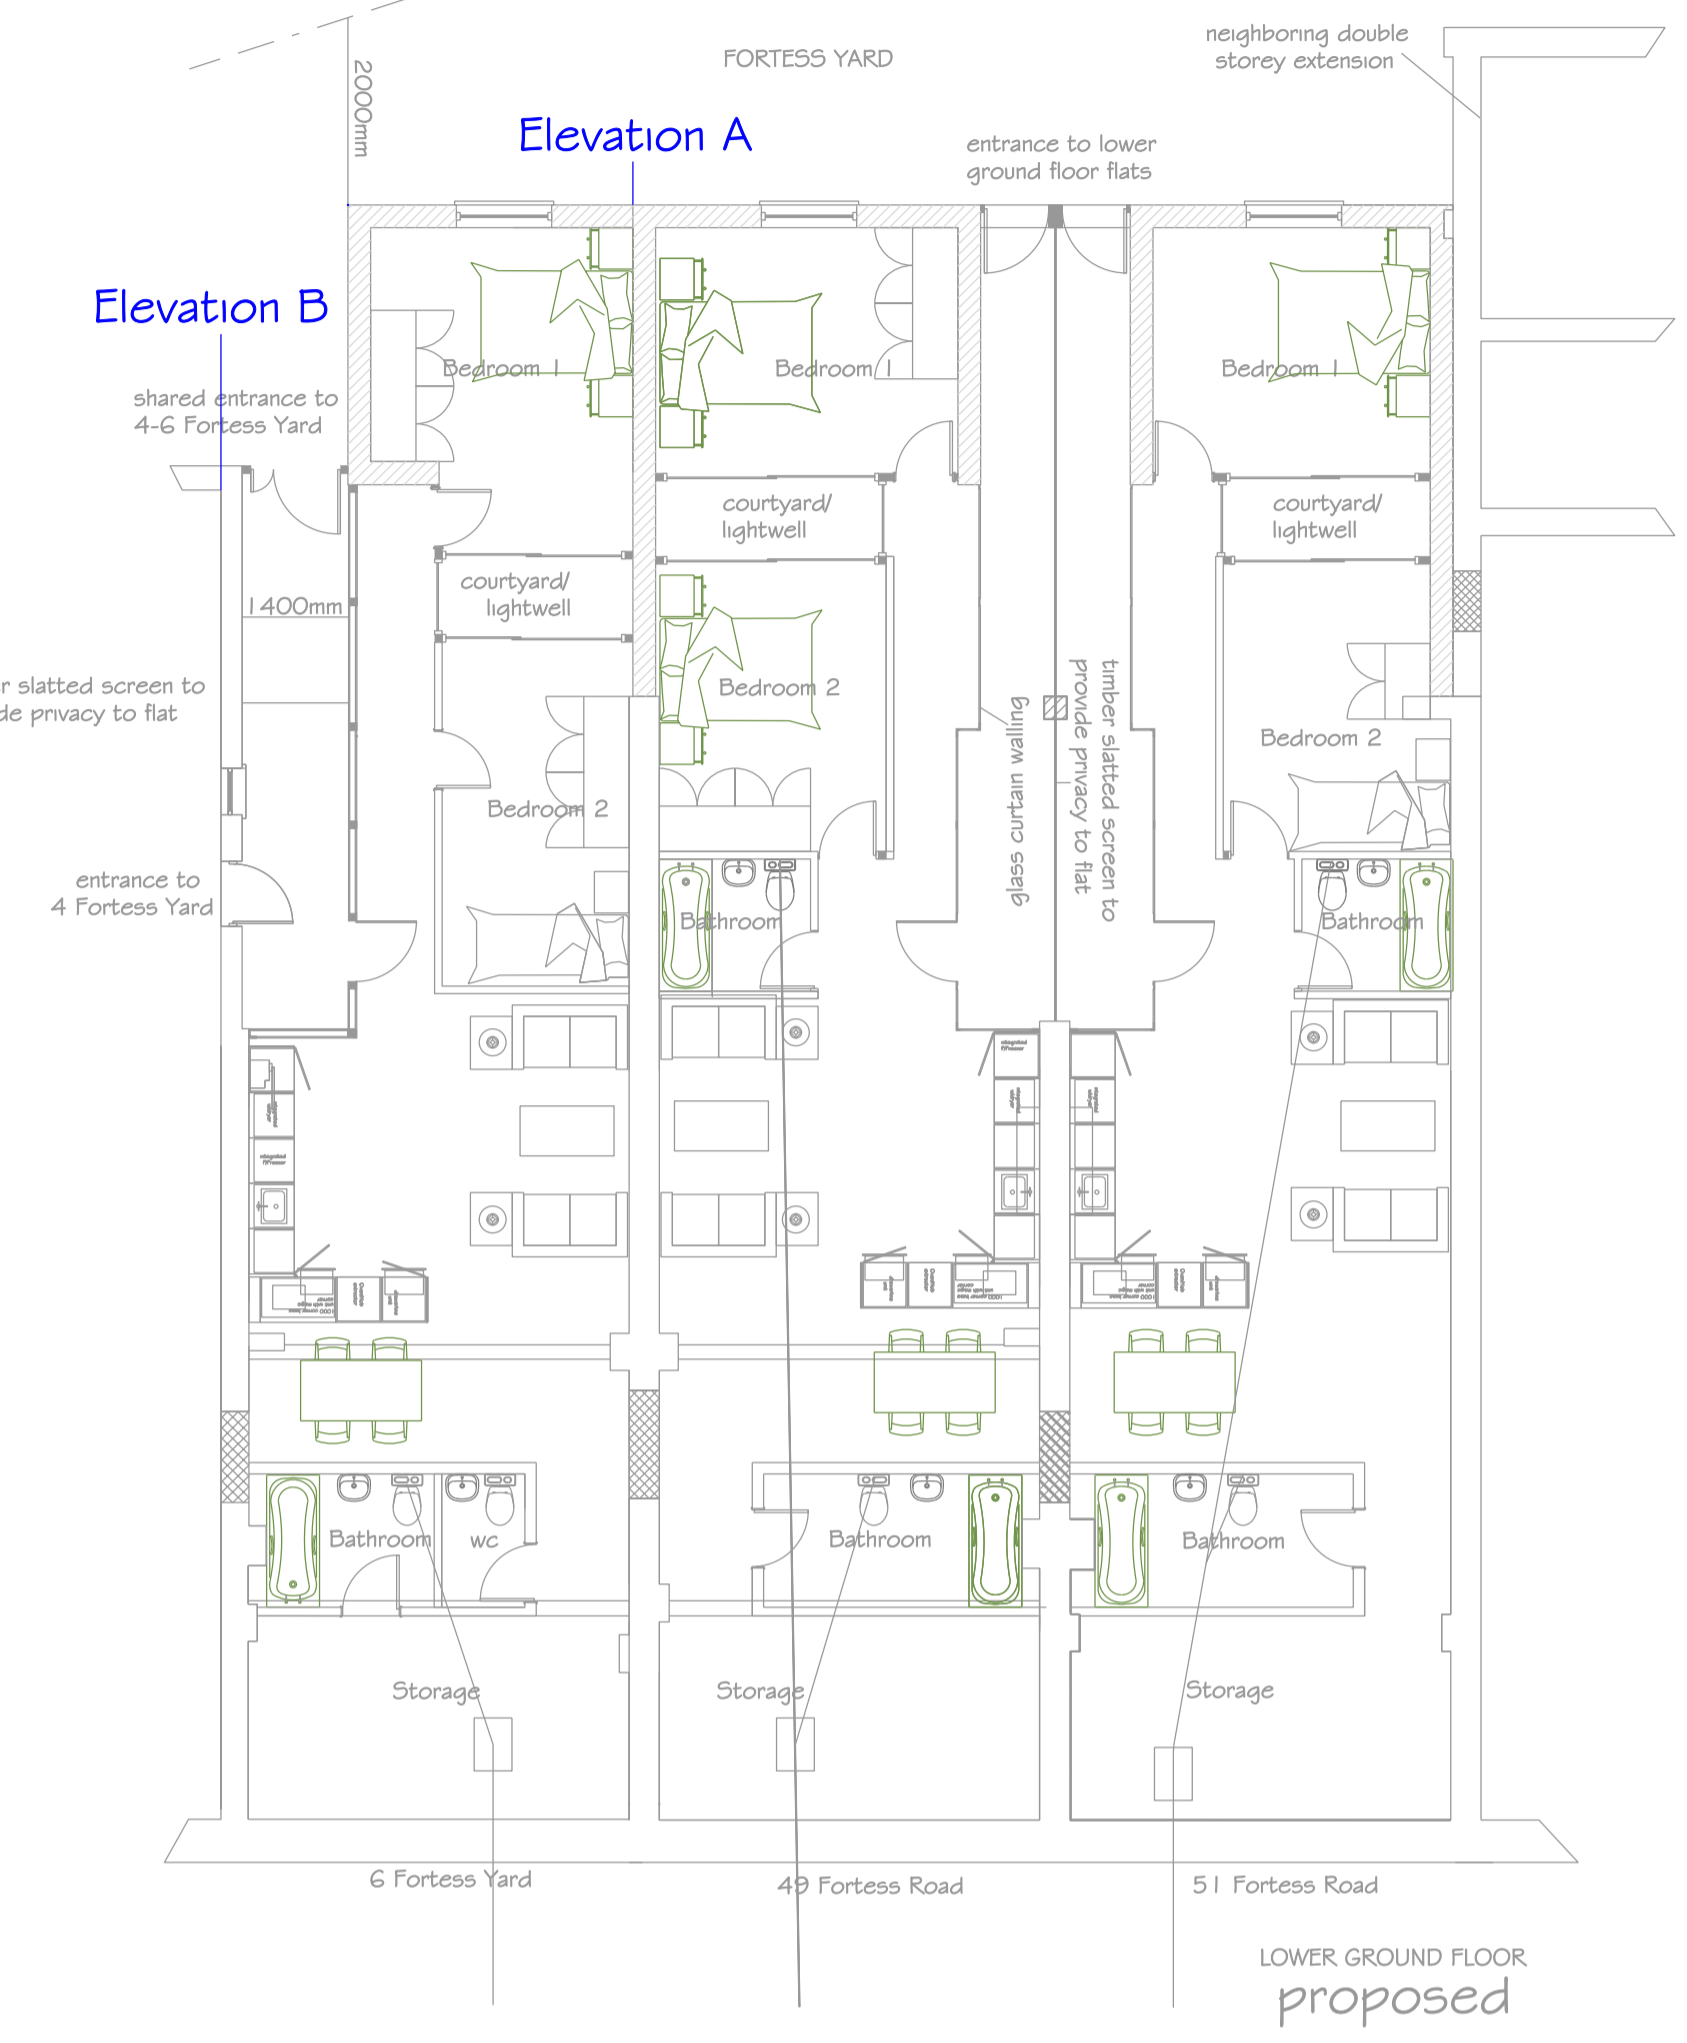 FORTESS YARD
neighboring double
storey extension
2000mm
Elevation A
entrance to lower
ground floor flats
Elevation B
shared entrance to
4-6 Fortess Yard
Bedroom 1
Bedroom 1
Bedroom 1
courtyard/
lightwell
courtyard/
lightwell
courtyard/
lightwell
1400mm
r slatted screen to
de privacy to flat
Bedroom 2
Bedroom 2
Bedroom 2
glass curtain walling
timber slatted screen to
provide privacy to flat
entrance to
4 Fortess Yard
Bathroom
Bathroom
Bathroom
wc
Bathroom
Bathroom
Storage
Storage
Storage
6 Fortess Yard
49 Fortess Road
51 Fortess Road
LOWER GROUND FLOOR
proposed